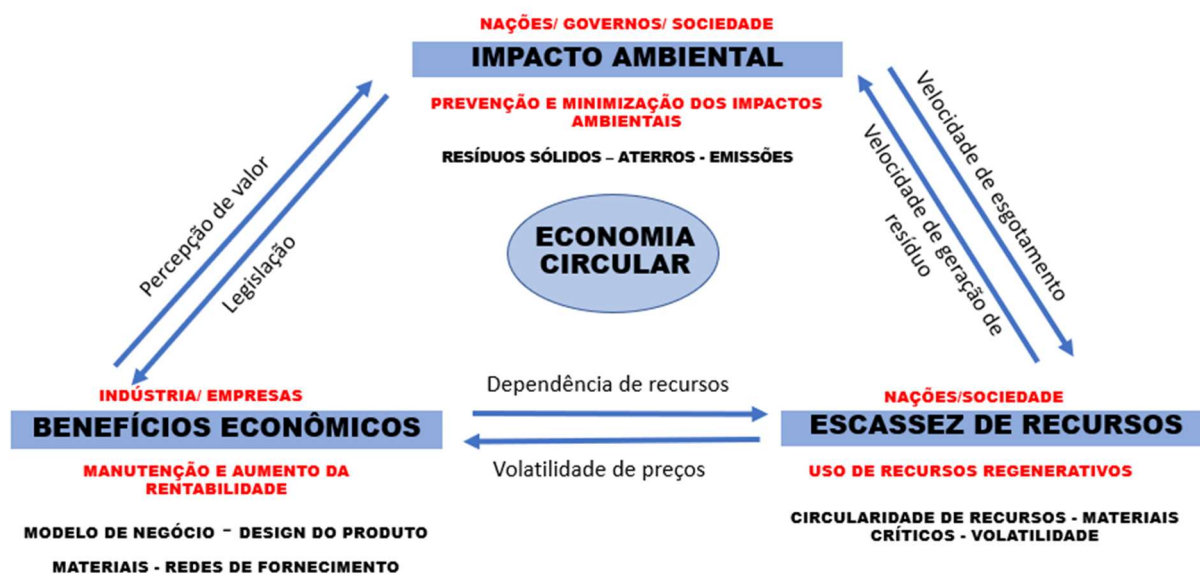 NAÇÕES/ GOVERNOS/ SOCIEDADE
IMPACTO AMBIENTAL
PREVENÇÃO E MINIMIZAÇÃO DOS IMPACTOS
AMBIENTAIS
RESÍDUOS SÓLIDOS – ATERROS - EMISSÕES
Percepção de valor
Legislação
ECONOMIA
CIRCULAR
Velocidade de esgotamento
Velocidade de geração de
resíduo
INDÚSTRIA/ EMPRESAS
BENEFÍCIOS ECONÔMICOS
MANUTENÇÃO E AUMENTO DA
RENTABILIDADE
MODELO DE NEGÓCIO – DESIGN DO PRODUTO
MATERIAIS - REDES DE FORNECIMENTO
Dependência de recursos
Volatilidade de preços
NAÇÕES/SOCIEDADE
ESCASSEZ DE RECURSOS
USO DE RECURSOS REGENERATIVOS
CIRCULARIDADE DE RECURSOS - MATERIAIS
CRÍTICOS - VOLATILIDADE